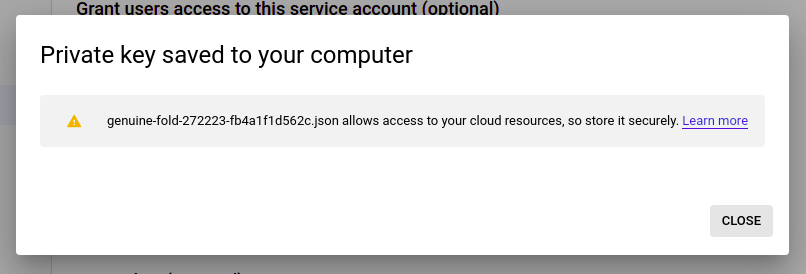 Grant users access to this service account (optional)
Private key saved to your computer
genuine-fold-272223-fb4a1f1d562c.json allows access to your cloud resources, so store it securely. Learn more
CLOSE